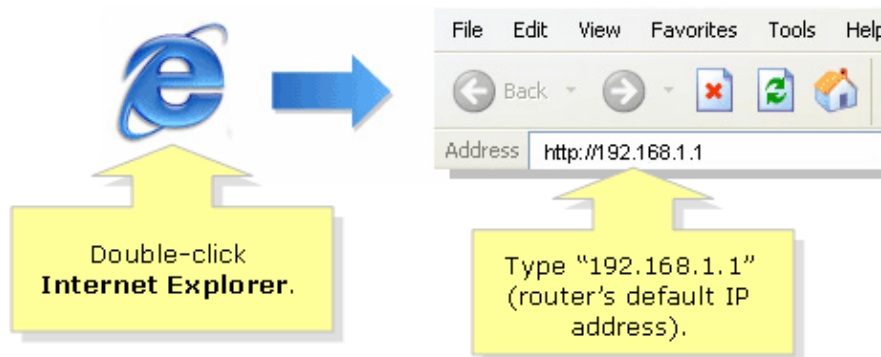 File Edit View Favorites Tools Help
Back
Address http://192.168.1.1
Double-click
Internet Explorer.
Type “192.168.1.1”
(router’s default IP
address).